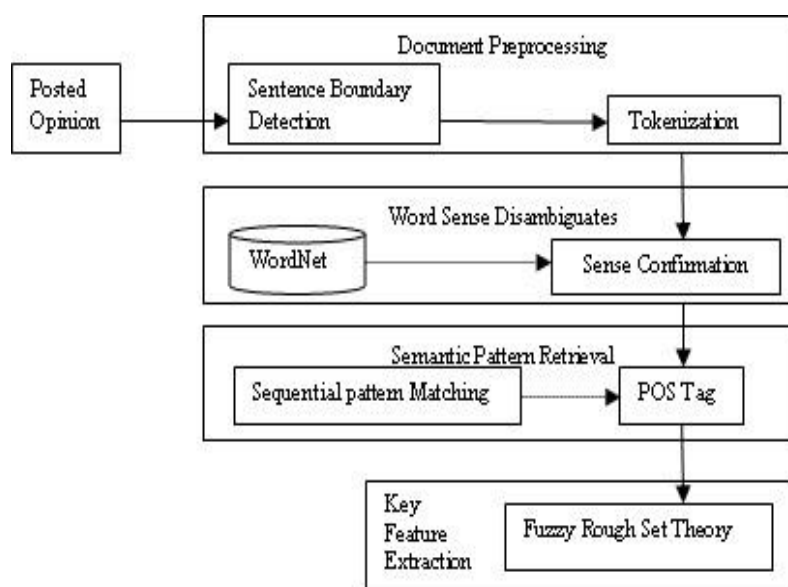 Document Preprocessing
Posted
Opinion
Sentence Boundary
Detection
Tokenization
Word Sense Disambiguates
WordNet
Sense Confirmation
Semantic Pattern Retrieval
Sequential pattern Matching
POS Tag
Key
Feature
Extraction
Fuzzy Rough Set Theory